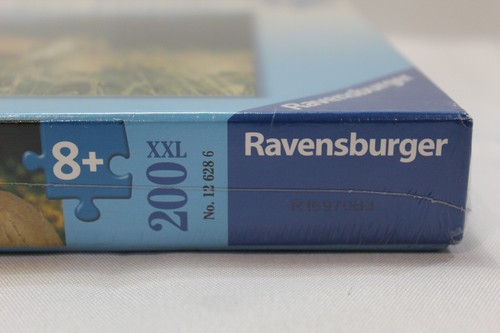 Ravensburger
8+
XXL
200
No. 12 628 6
Ravensburger